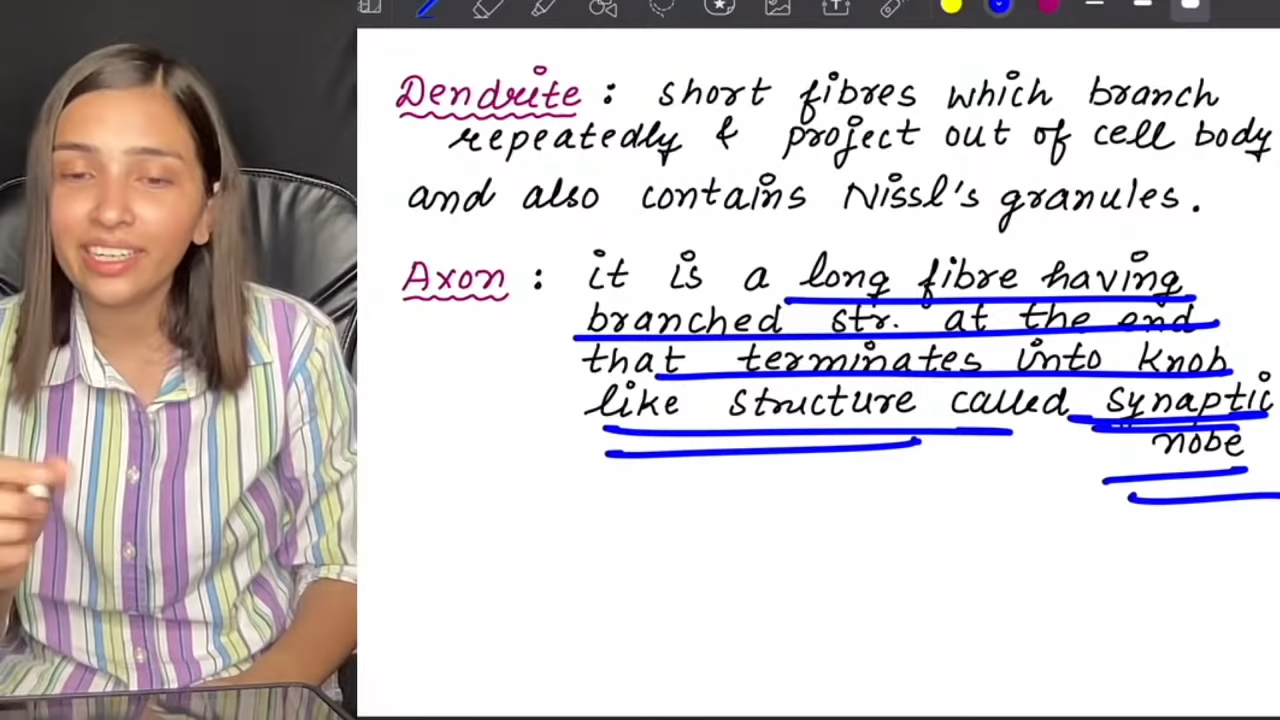 Dendrite : short fibres which branch
repeatedly & project out of cell body
and also contains Nissl's granules.
Axon : it is a long fibre having
branched str. at the end
that terminates into knob
like structure called synaptic
nobe